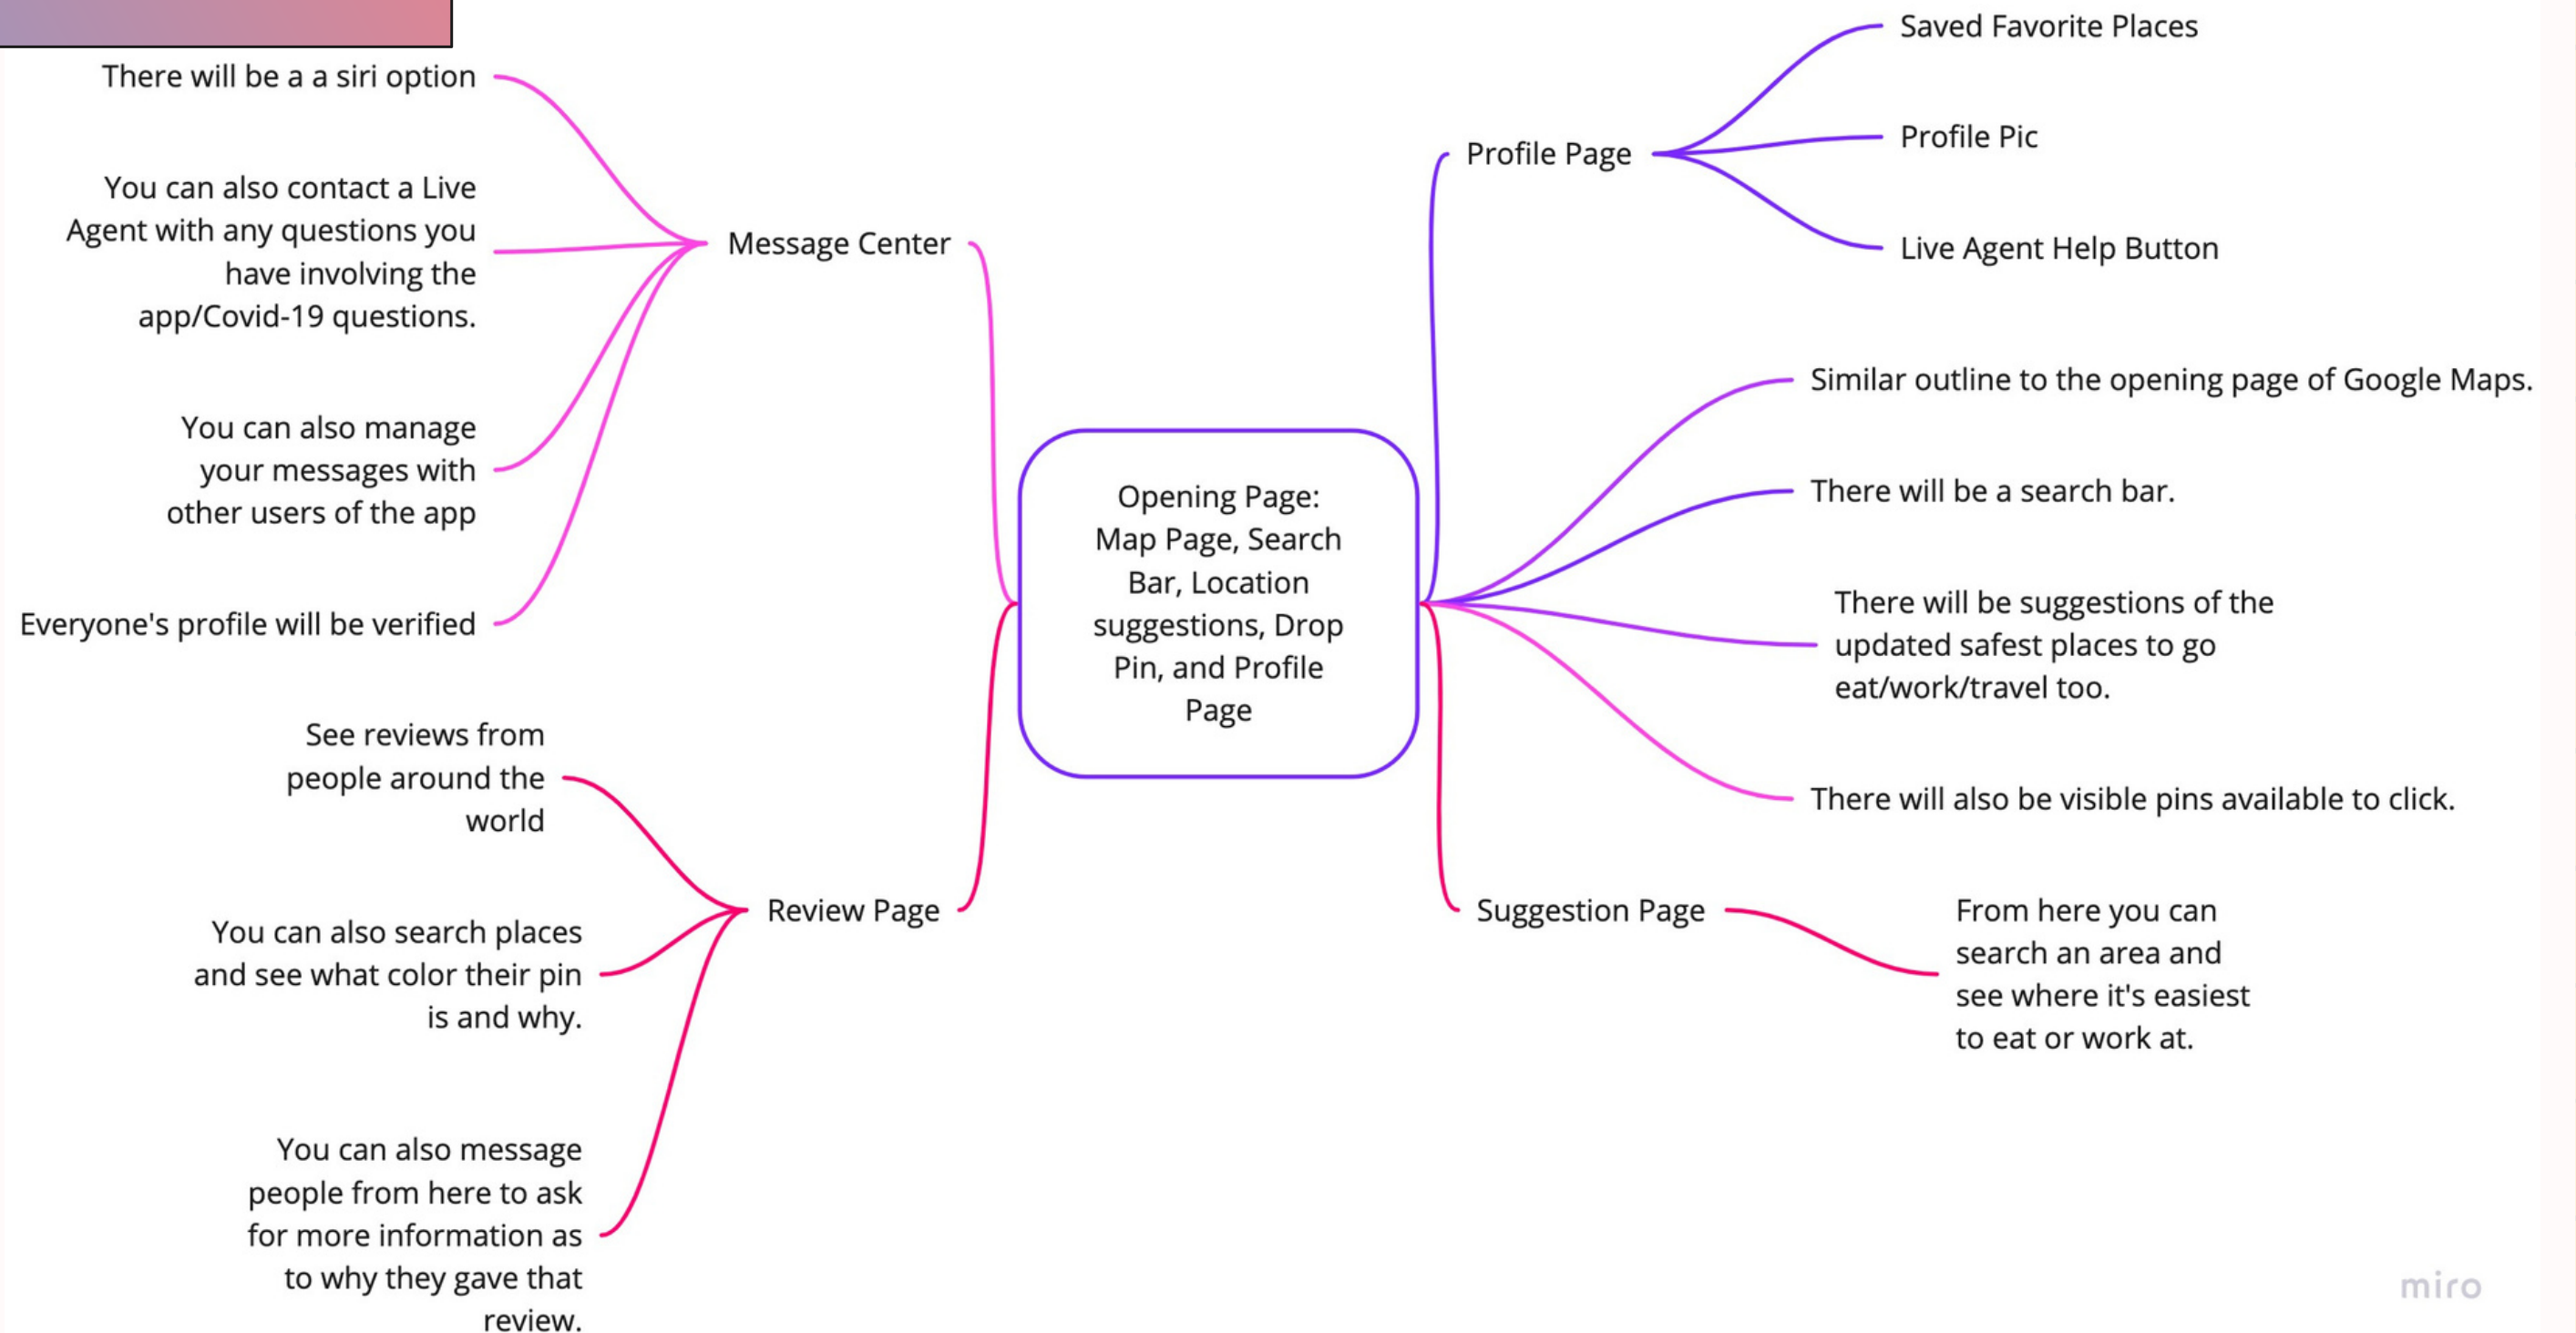 There will be a a siri option
You can also contact a Live
Agent with any questions you
have involving the
app/Covid-19 questions.
You can also manage
your messages with
other users of the app
Everyone's profile will be verified
Message Center
See reviews from
people around the
world
You can also search places
and see what color their pin
is and why.
You can also message
people from here to ask
for more information as
to why they gave that
review.
Review Page
Opening Page:
Map Page, Search
Bar, Location
suggestions, Drop
Pin, and Profile
Page
Profile Page
Saved Favorite Places
Profile Pic
Live Agent Help Button
Similar outline to the opening page of Google Maps.
There will be a search bar.
There will be suggestions of the
updated safest places to go
eat/work/travel too.
There will also be visible pins available to click.
Suggestion Page
From here you can
search an area and
see where it's easiest
to eat or work at.
miro